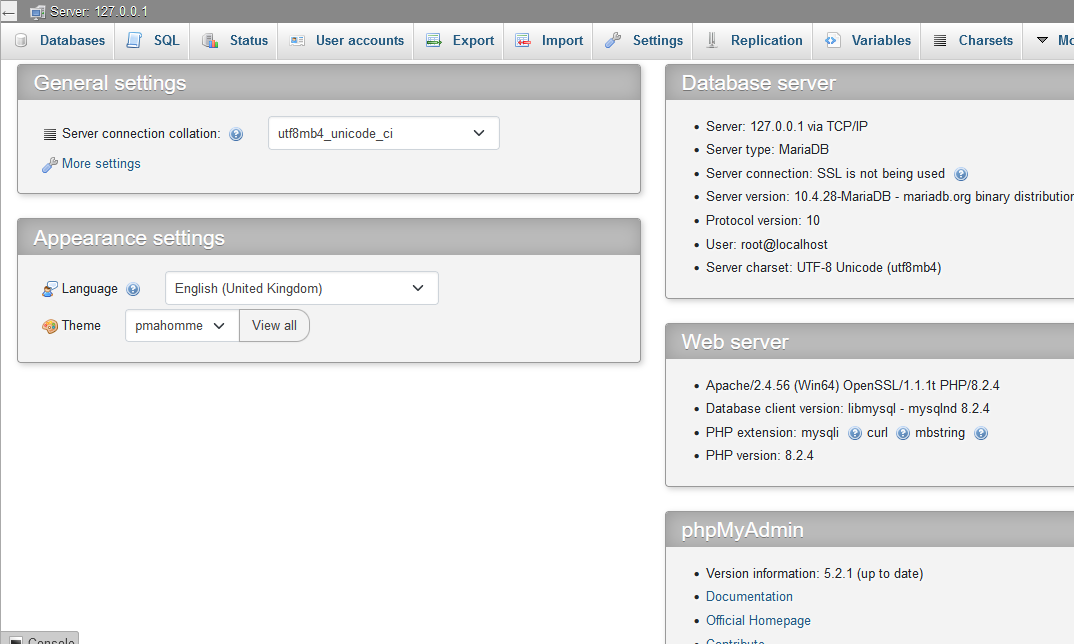 Server: 127.0.0.1
Databases SQL Status User accounts Export Import Settings Replication Variables Charsets
General settings
Server connection collation: utf8mb4_unicode_ci
More settings
Appearance settings
Language English (United Kingdom)
Theme pmahomme View all
Database server
Server: 127.0.0.1 via TCP/IP
Server type: MariaDB
Server connection: SSL is not being used
Server version: 10.4.28-MariaDB - mariadb.org binary distribution
Protocol version: 10
User: root@localhost
Server charset: UTF-8 Unicode (utf8mb4)
Web server
Apache/2.4.56 (Win64) OpenSSL/1.1.1t PHP/8.2.4
Database client version: libmysql - mysqlnd 8.2.4
PHP extension: mysqli curl mbstring
PHP version: 8.2.4
phpMyAdmin
Version information: 5.2.1 (up to date)
Documentation
Official Homepage
Contribute
Console